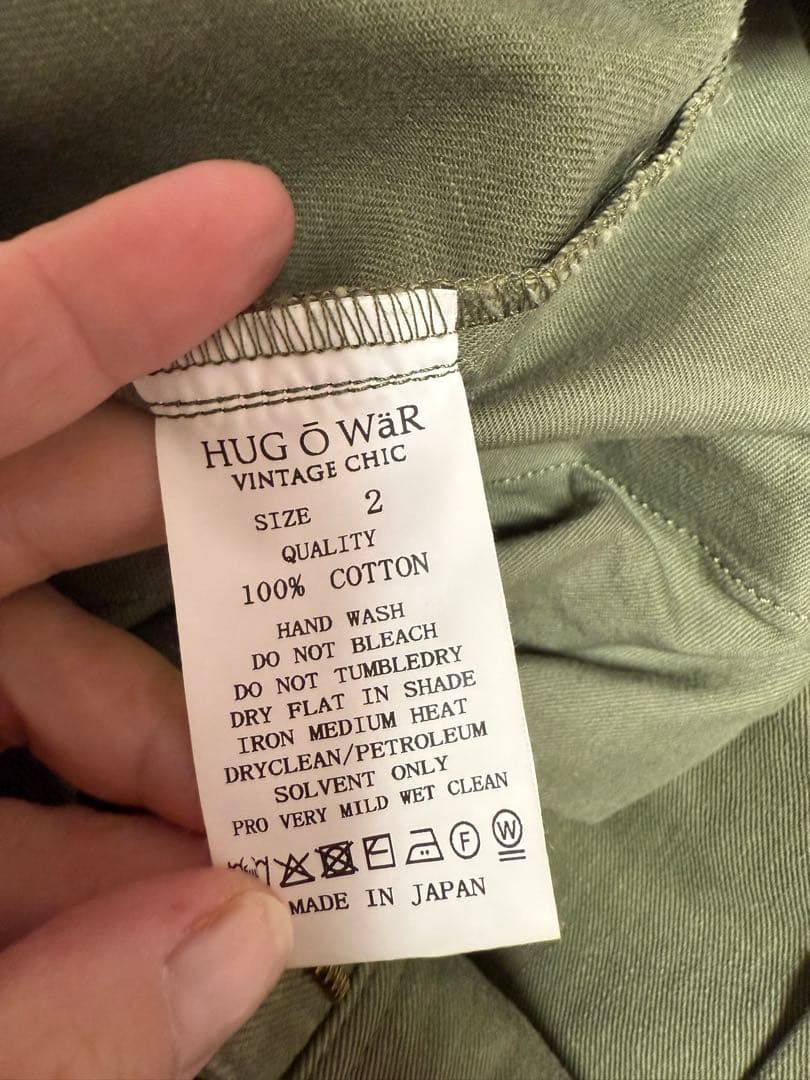 HUG Ō WäR
VINTAGE CHIC
SIZE 2
QUALITY
100% COTTON
HAND WASH
DO NOT BLEACH
DO NOT TUMBLEDRY
DRY FLAT IN SHADE
IRON MEDIUM HEAT
DRYCLEAN/PETROLEUM
SOLVENT ONLY
PRO VERY MILD WET CLEAN
F W
MADE IN JAPAN